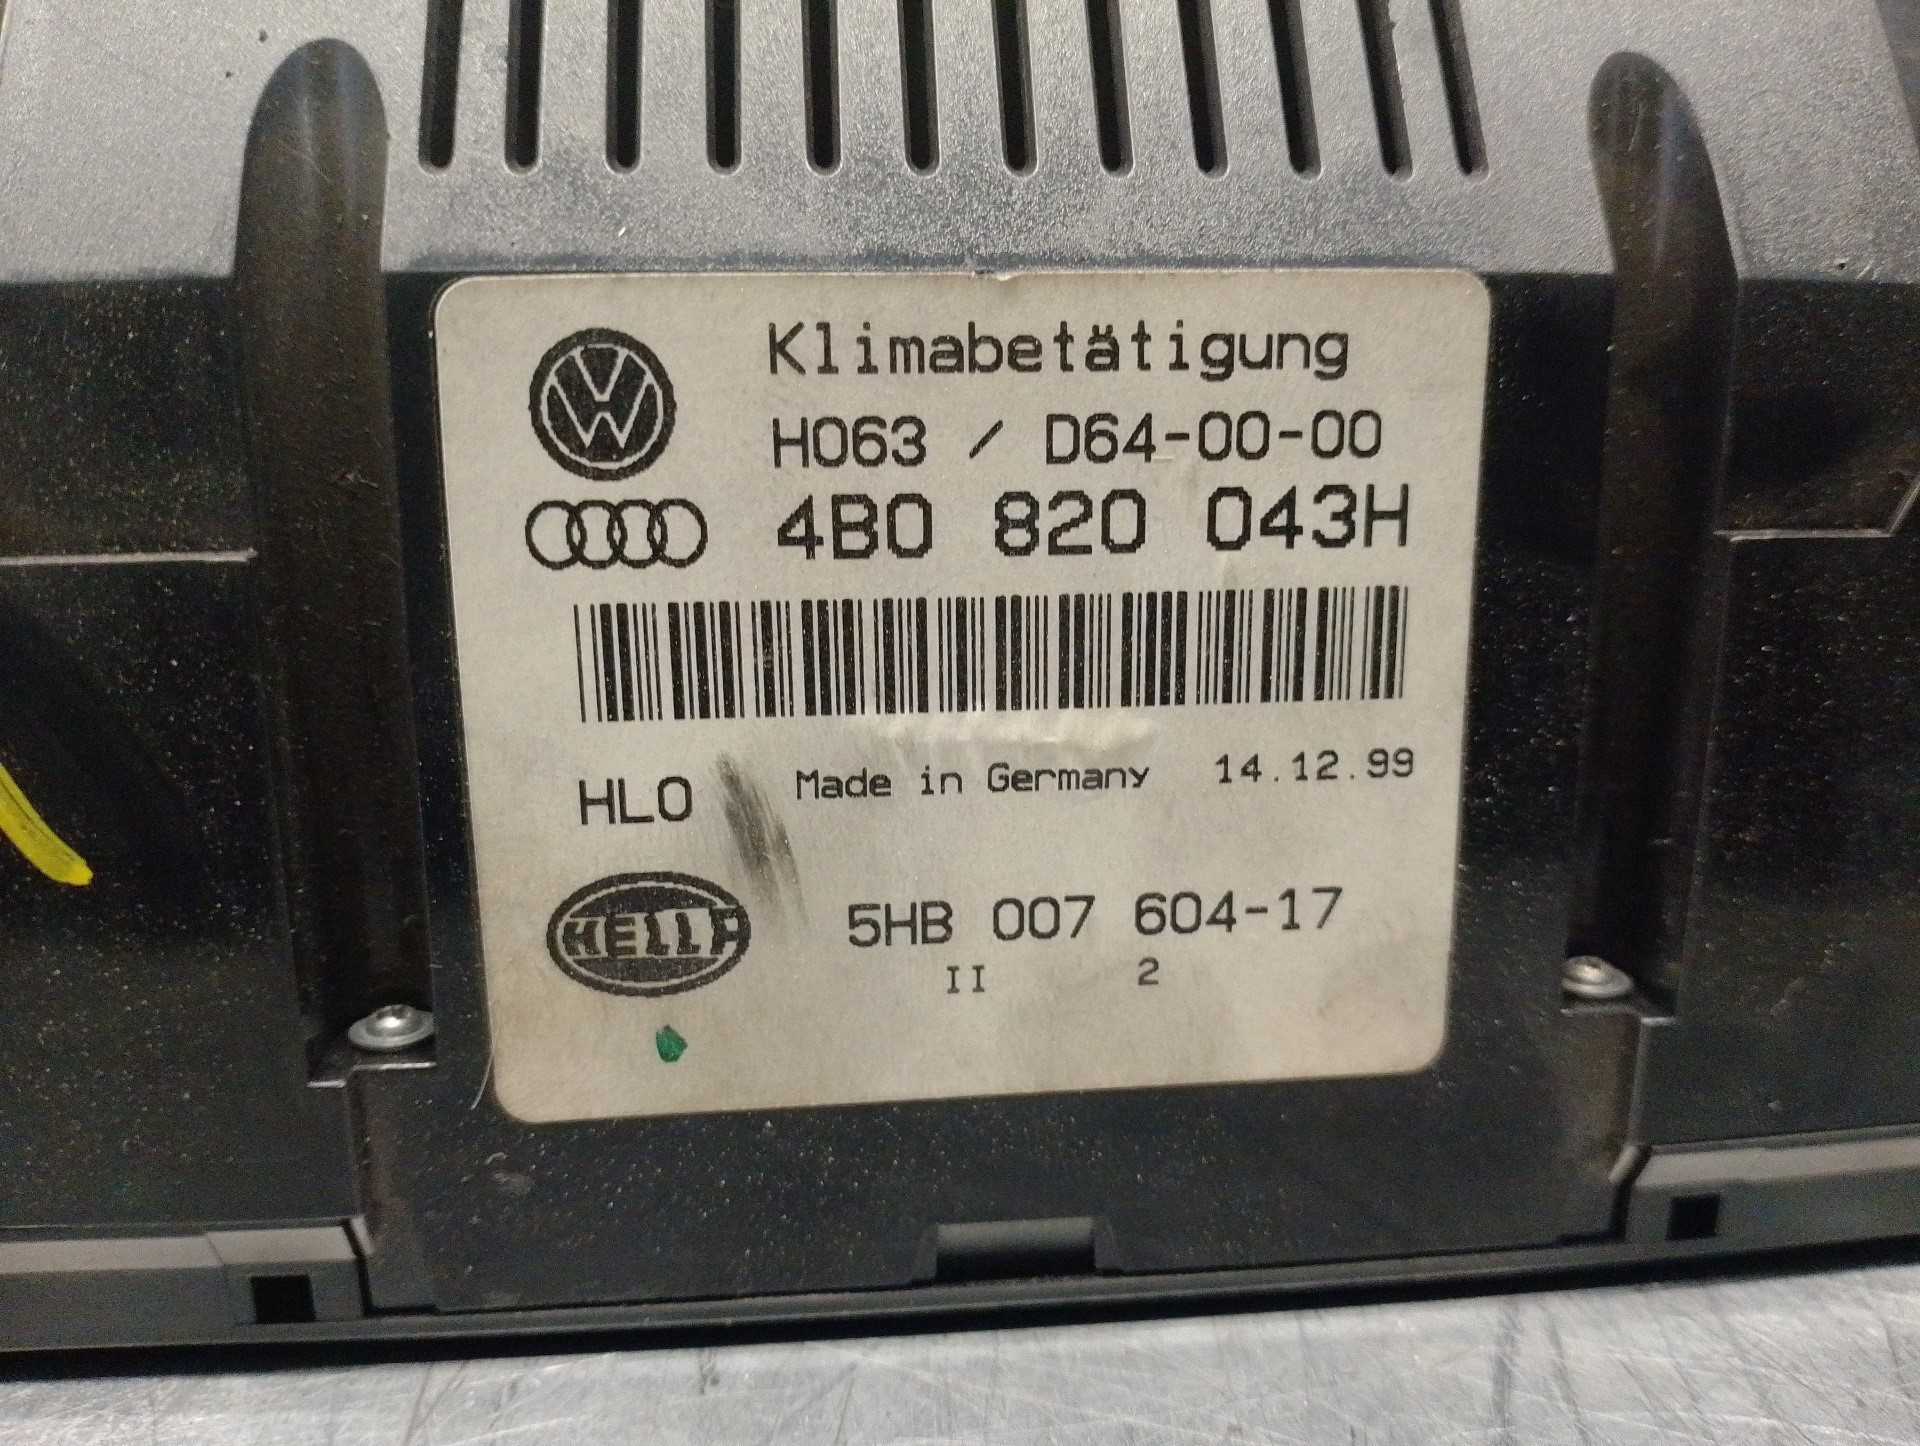 Klimabetätigung
H063 / D64-00-00
4B0 820 043H
HLO Made in Germany 14.12.99
HELLA 5HB 007 604-17
II 2